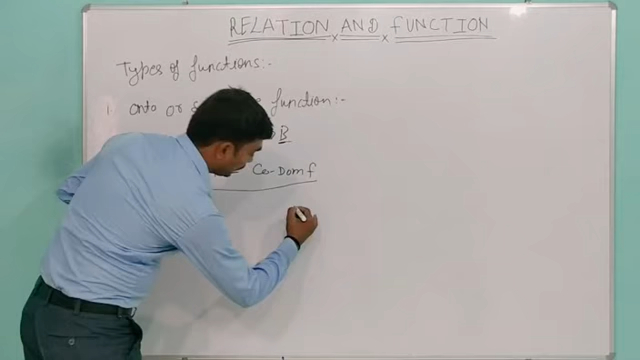 RELATION AND fUNCTION
Types of functions:-
1. onto or function:-
B
Co-Dom f